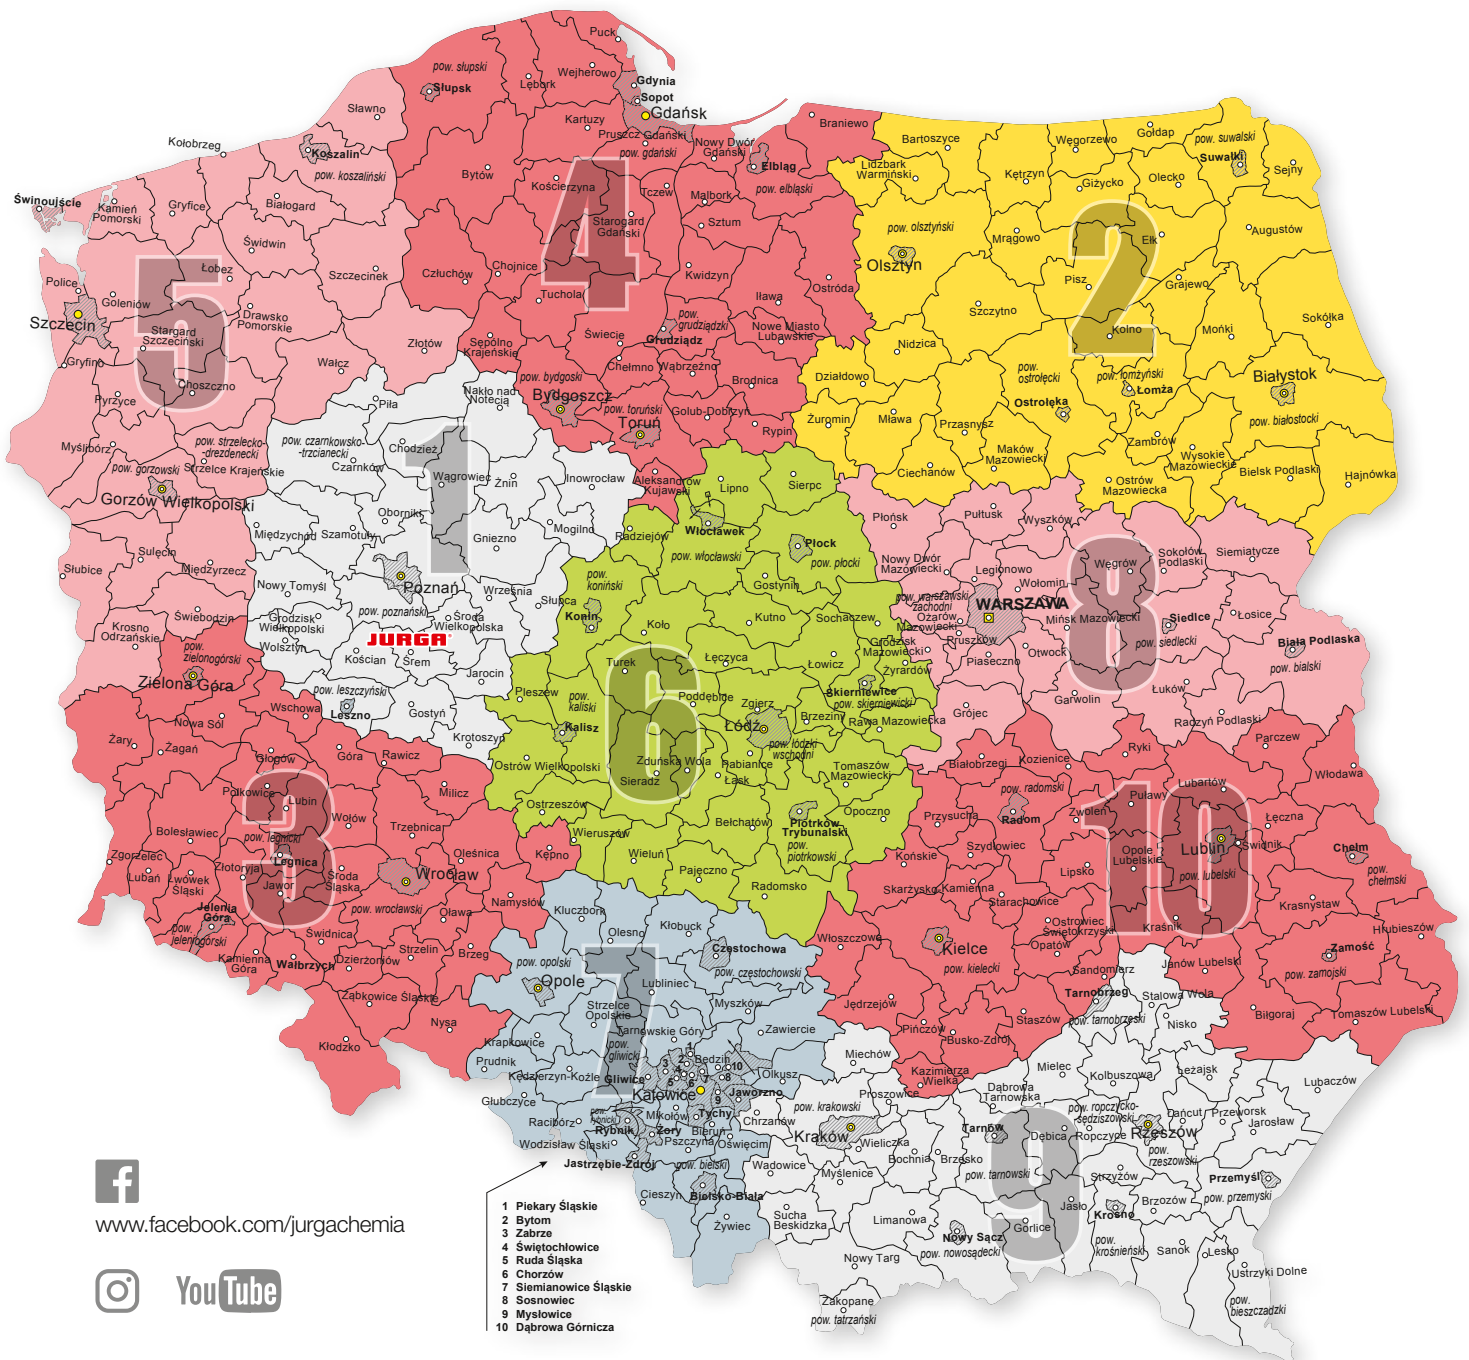 Puck
Wejherowo
pow. słupski
Lębork
Gdynia
Słupsk
Sopot
Gdańsk
Sławno
Kartuzy
Pruszcz Gdański
pow. gdański
Nowy Dwór
Gdański
Braniewo
Bartoszyce
Węgorzewo
Gołdap
pow. suwalski
Suwałki
Sejny
Kołobrzeg
Koszalin
pow. koszaliński
Bytów
Kościerzyna
4
Tczew
Malbork
Elbląg
pow. elbląski
Lidzbark
Warmiński
Kętrzyn
Giżycko
Olecko
Świnoujście
Kamień
Pomorski
Gryfice
Białogard
Starogard
Gdański
Sztum
pow. olsztyński
Mrągowo
2
Ełk
Augustów
Świdwin
Olsztyn
Police
5
Łobez
Szczecinek
Człuchów
Chojnice
Kwidzyn
Ostróda
Pisz
Grajewo
Goleniów
Tuchola
Iława
Szczecin
Drawsko
Pomorskie
pow.
grudziądzki
Grudziądz
Nowe Miasto
Lubawskie
Szczytno
Kolno
Mońki
Sokółka
Stargard
Szczeciński
Świecie
Nidzica
Gryfino
Wałcz
Złotów
Sępolno
Krajeńskie
Chełmno
Wąbrzeźno
Działdowo
pow.
ostrołęcki
pow. łomżyński
Łomża
Białystok
Choszczno
pow. bydgoski
Brodnica
Pyrzyce
Piła
Nakło nad
Notecią
Bydgoszcz
pow. toruński
Toruń
Golub-Dobrzyń
Rypin
Żuromin
Mława
Przasnysz
Ostrołęka
pow. białostocki
Myślibórz
pow. strzelecko-
-drezdenecki
pow. czarnkowsko-
-trzcianecki
Chodzież
1
Zambrów
Wysokie
Mazowieckie
pow. gorzowski
Strzelce Krajeńskie
Czarnków
Wągrowiec
Żnin
Inowrocław
Aleksandrów
Kujawski
Lipno
Sierpc
Ciechanów
Maków
Mazowiecki
Bielsk Podlaski
Hajnówka
Gorzów Wielkopolski
Ostrów
Mazowiecka
Międzychód
Szamotuły
Oborniki
Mogilno
Radziejów
Włocławek
Płock
Płońsk
Pułtusk
Wyszków
Sulęcin
Gniezno
pow. włocławski
pow. płocki
Nowy Dwór
Mazowiecki
Legionowo
8
Węgrów
Sokołów
Podlaski
Siemiatycze
Słubice
Międzyrzecz
Nowy Tomyśl
Poznań
Września
Słupca
pow.
koniński
Gostynin
Wołomin
pow. poznański
Środa
Wielkopolska
Konin
Koło
Kutno
Sochaczew
pow. warszawski
zachodni
WARSZAWA
Mińsk Mazowiecki
Siedlce
Łosice
Świebodzin
Grodzisk
Wielkopolski
JURGA
Ożarów
Mazowiecki
Pruszków
pow. siedlecki
Biała Podlaska
Krosno
Odrzańskie
Wolsztyn
Kościan
Śrem
Jarocin
Turek
Łęczyca
Łowicz
Grodzisk
Mazowiecki
Piaseczno
Otwock
pow. bialski
pow.
zielonogórski
Zielona Góra
pow. leszczyński
Leszno
Pleszew
pow.
kaliski
6
Poddębice
Zgierz
Skierniewice
pow. skierniewicki
Żyrardów
Garwolin
Łuków
Wschowa
Gostyń
Kalisz
Łódź
Brzeziny
Rawa Mazowiecka
Grójec
Radzyń Podlaski
Nowa Sól
Krotoszyn
pow. łódzki
wschodni
Żary
Żagań
Głogów
Góra
Rawicz
Ostrów Wielkopolski
Zduńska Wola
Sieradz
Pabianice
Łask
Tomaszów
Mazowiecki
Białobrzegi
Kozienice
Ryki
Parczew
Włodawa
3
Polkowice
Lubin
Milicz
Ostrzeszów
Opoczno
pow. radomski
Radom
10
Lubartów
Puławy
Zwoleń
Wołów
Trzebnica
Wieruszów
Bełchatów
Piotrków
Trybunalski
pow.
piotrkowski
Przysucha
Łęczna
Bolesławiec
pow. legnicki
Legnica
Zgorzelec
Złotoryja
Oleśnica
Kępno
Wieluń
Końskie
Szydłowiec
Opole
Lubelskie
Lublin
Świdnik
Chełm
pow.
chełmski
Lubań
Lwówek
Śląski
Jawor
Środa
Śląska
Wrocław
Pajęczno
Radomsko
Skarżysko-Kamienna
Lipsko
pow. lubelski
Jelenia
Góra
pow.
jeleniogórski
pow. wrocławski
Oława
Namysłów
Kluczbork
Starachowice
Krasnystaw
Świdnica
Olesno
Kłobuck
Włoszczowa
Kielce
Ostrowiec
Świętokrzyski
Opatów
Kraśnik
Hrubieszów
Kamienna
Góra
Wałbrzych
Dzierżoniów
Strzelin
Brzeg
pow. opolski
Opole
Częstochowa
pow. częstochowski
pow. kielecki
Sandomierz
Janów Lubelski
Zamość
pow. zamojski
Ząbkowice Śląskie
7
Lubliniec
Myszków
Jędrzejów
Tarnobrzeg
pow. tarnobrzeski
Stalowa Wola
Nysa
Strzelce
Opolskie
Tarnowskie Góry
Zawiercie
Pińczów
Staszów
Nisko
Biłgoraj
Tomaszów Lubelski
Kłodzko
Krapkowice
pow.
gliwicki
Będzin
Miechów
Busko-Zdrój
Prudnik
Kędzierzyn-Koźle
Gliwice
1
2
3
4
5
6
7
8
9
10
Olkusz
Kazimierza
Wielka
Mielec
Kolbuszowa
Leżajsk
Lubaczów
Głubczyce
Katowice
Jaworzno
Proszowice
Dąbrowa
Tarnowska
Racibórz
pow.
rybnicki
Rybnik
Mikołów
Tychy
Chrzanów
pow. krakowski
Kraków
9
pow. ropczycko-
sędziszowski
Łańcut
Przeworsk
Jarosław
Wodzisław Śląski
Żory
Bieruń
Pszczyna
Oświęcim
Wieliczka
Bochnia
Brzesko
Tarnów
Dębica
Ropczyce
Rzeszów
pow.
rzeszowski
Jastrzębie-Zdrój
pow. bielski
Wadowice
Myślenice
pow. tarnowski
Strzyżów
Przemyśl
pow. przemyski
Cieszyn
Bielsko-Biała
Jasło
Krosno
Brzozów
Żywiec
Sucha
Beskidzka
Limanowa
Nowy Sącz
pow. nowosądecki
Gorlice
pow.
krośnieński
Sanok
Lesko
Nowy Targ
Ustrzyki Dolne
Zakopane
pow. tatrzański
pow.
bieszczadzki
www.facebook.com/jurgachemia
YouTube
1 Piekary Śląskie
2 Bytom
3 Zabrze
4 Świętochłowice
5 Ruda Śląska
6 Chorzów
7 Siemianowice Śląskie
8 Sosnowiec
9 Mysłowice
10 Dąbrowa Górnicza